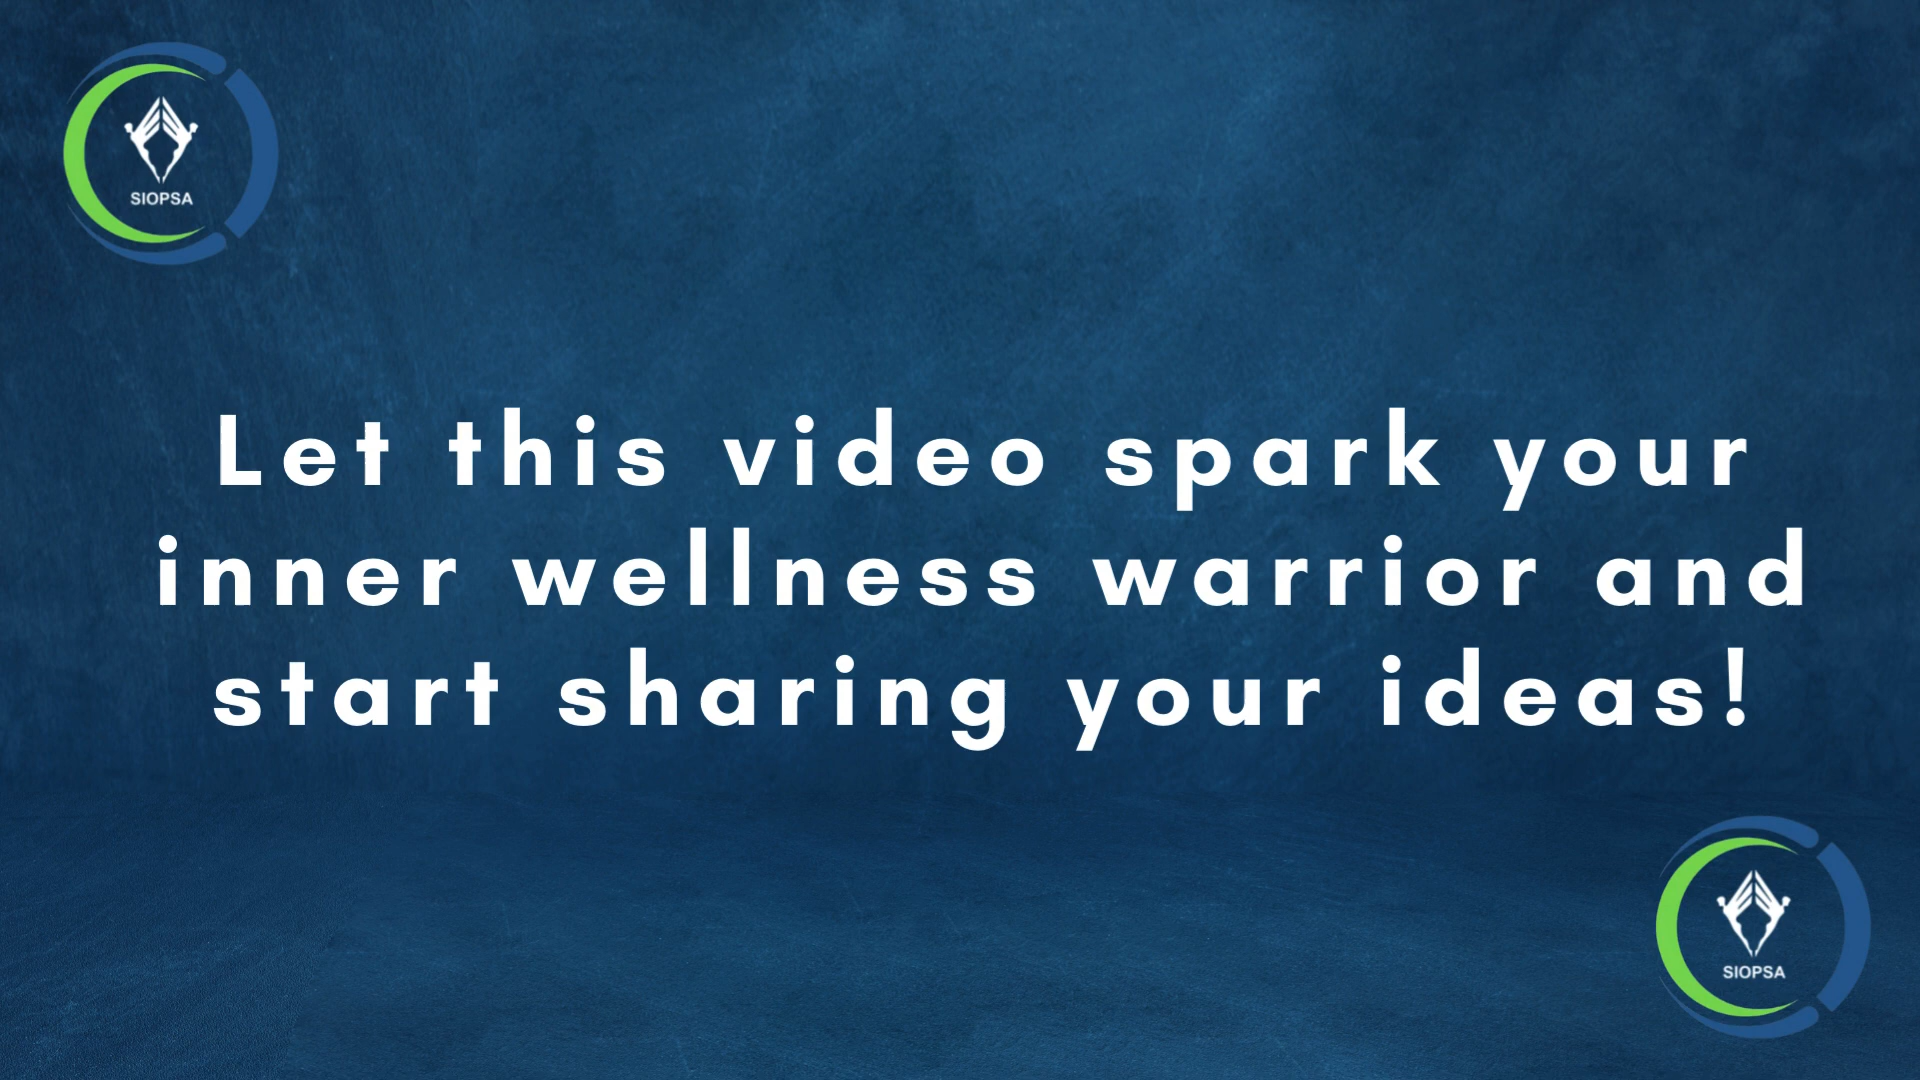 SIOPSA
Let this video spark your
inner wellness warrior and
start sharing your ideas!
SIOPSA